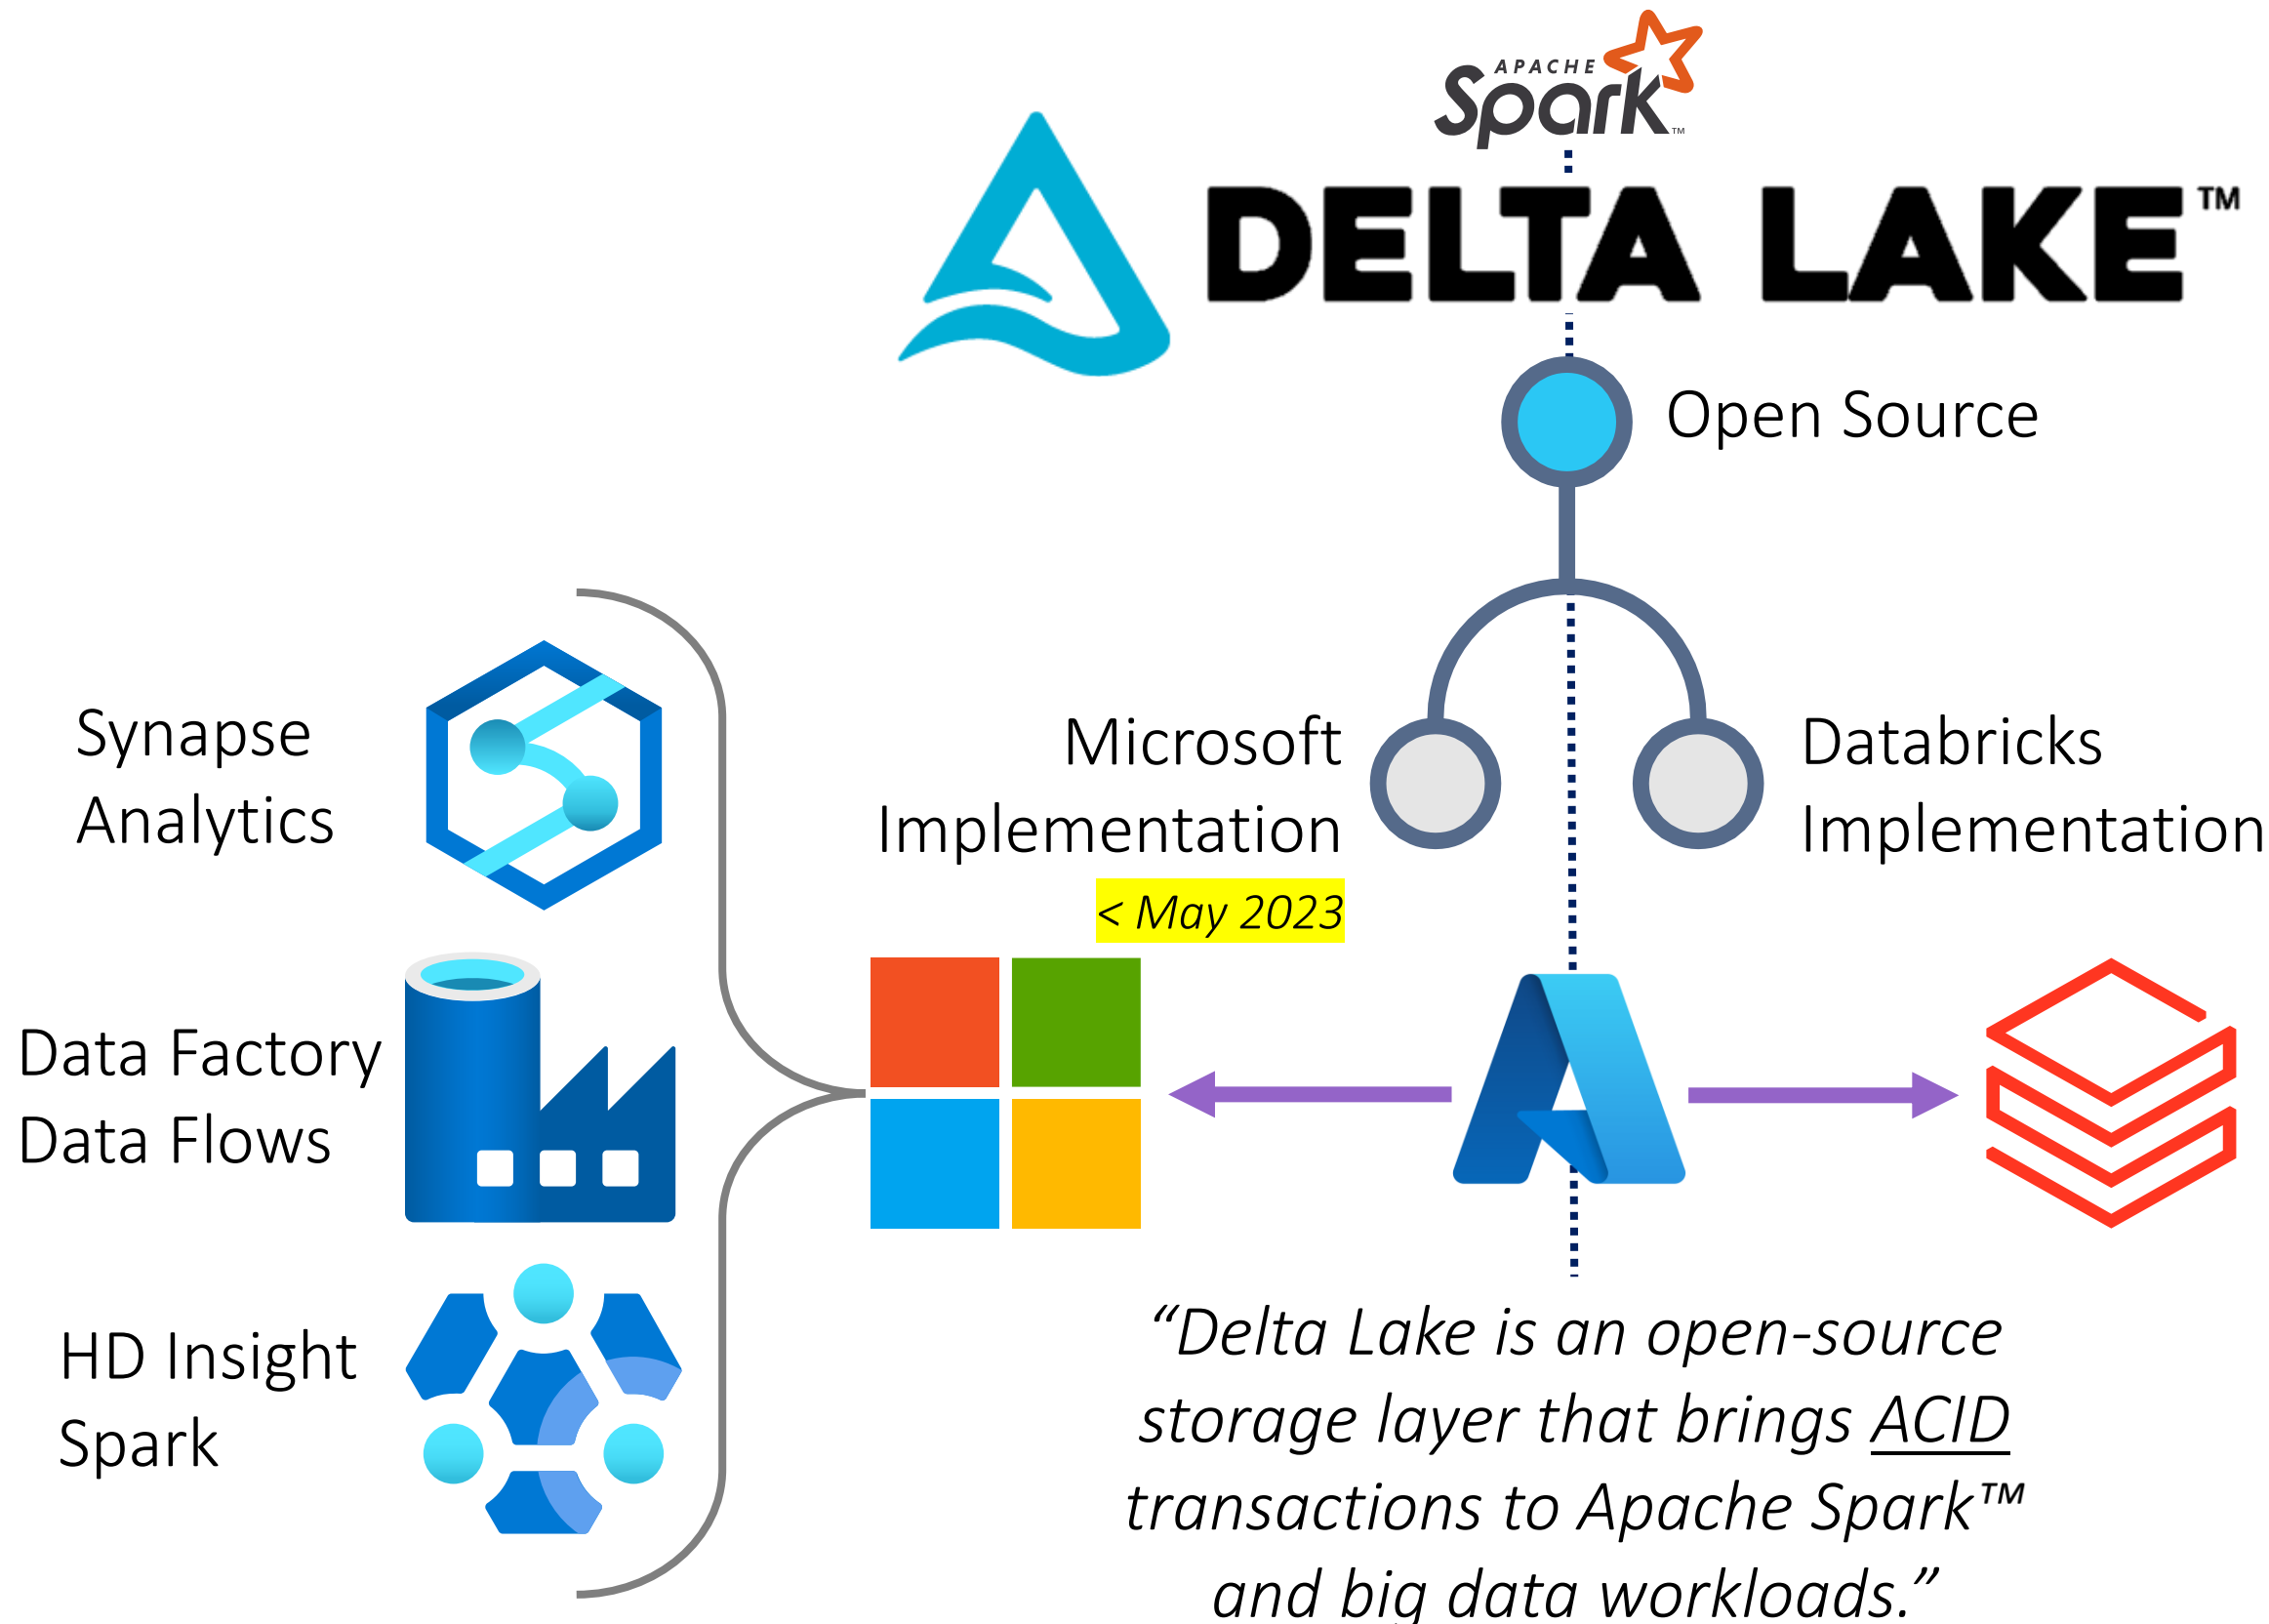 APACHE
Spark™
DELTA LAKE™
Open Source
Microsoft
Implementation
< May 2023
Databricks
Implementation
Synapse
Analytics
Data Factory
Data Flows
HD Insight
Spark
“Delta Lake is an open-source
storage layer that brings ACID
transactions to Apache Spark™
and big data workloads.”